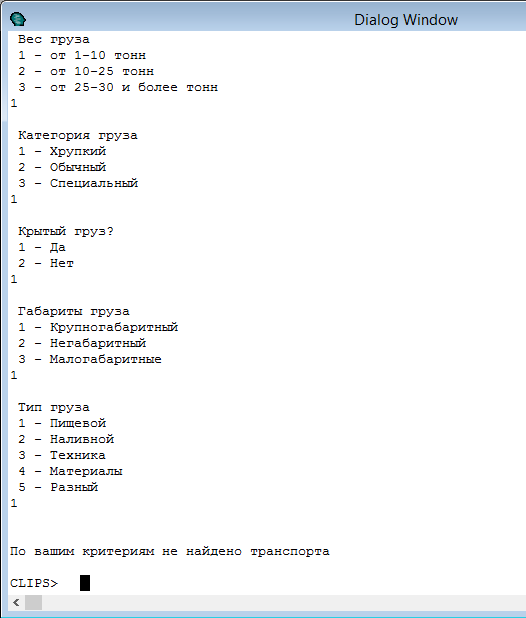 Dialog Window
Вес груза
1 - от 1-10 тонн
2 - от 10-25 тонн
3 - от 25-30 и более тонн
1
Категория груза
1 - Хрупкий
2 - Обычный
3 - Специальный
1
Крытый груз?
1 - Да
2 - Нет
1
Габариты груза
1 - Крупногабаритный
2 - Негабаритный
3 - Малогабаритные
1
Тип груза
1 - Пищевой
2 - Наливной
3 - Техника
4 - Материалы
5 - Разный
1
По вашим критериям не найдено транспорта
CLIPS>